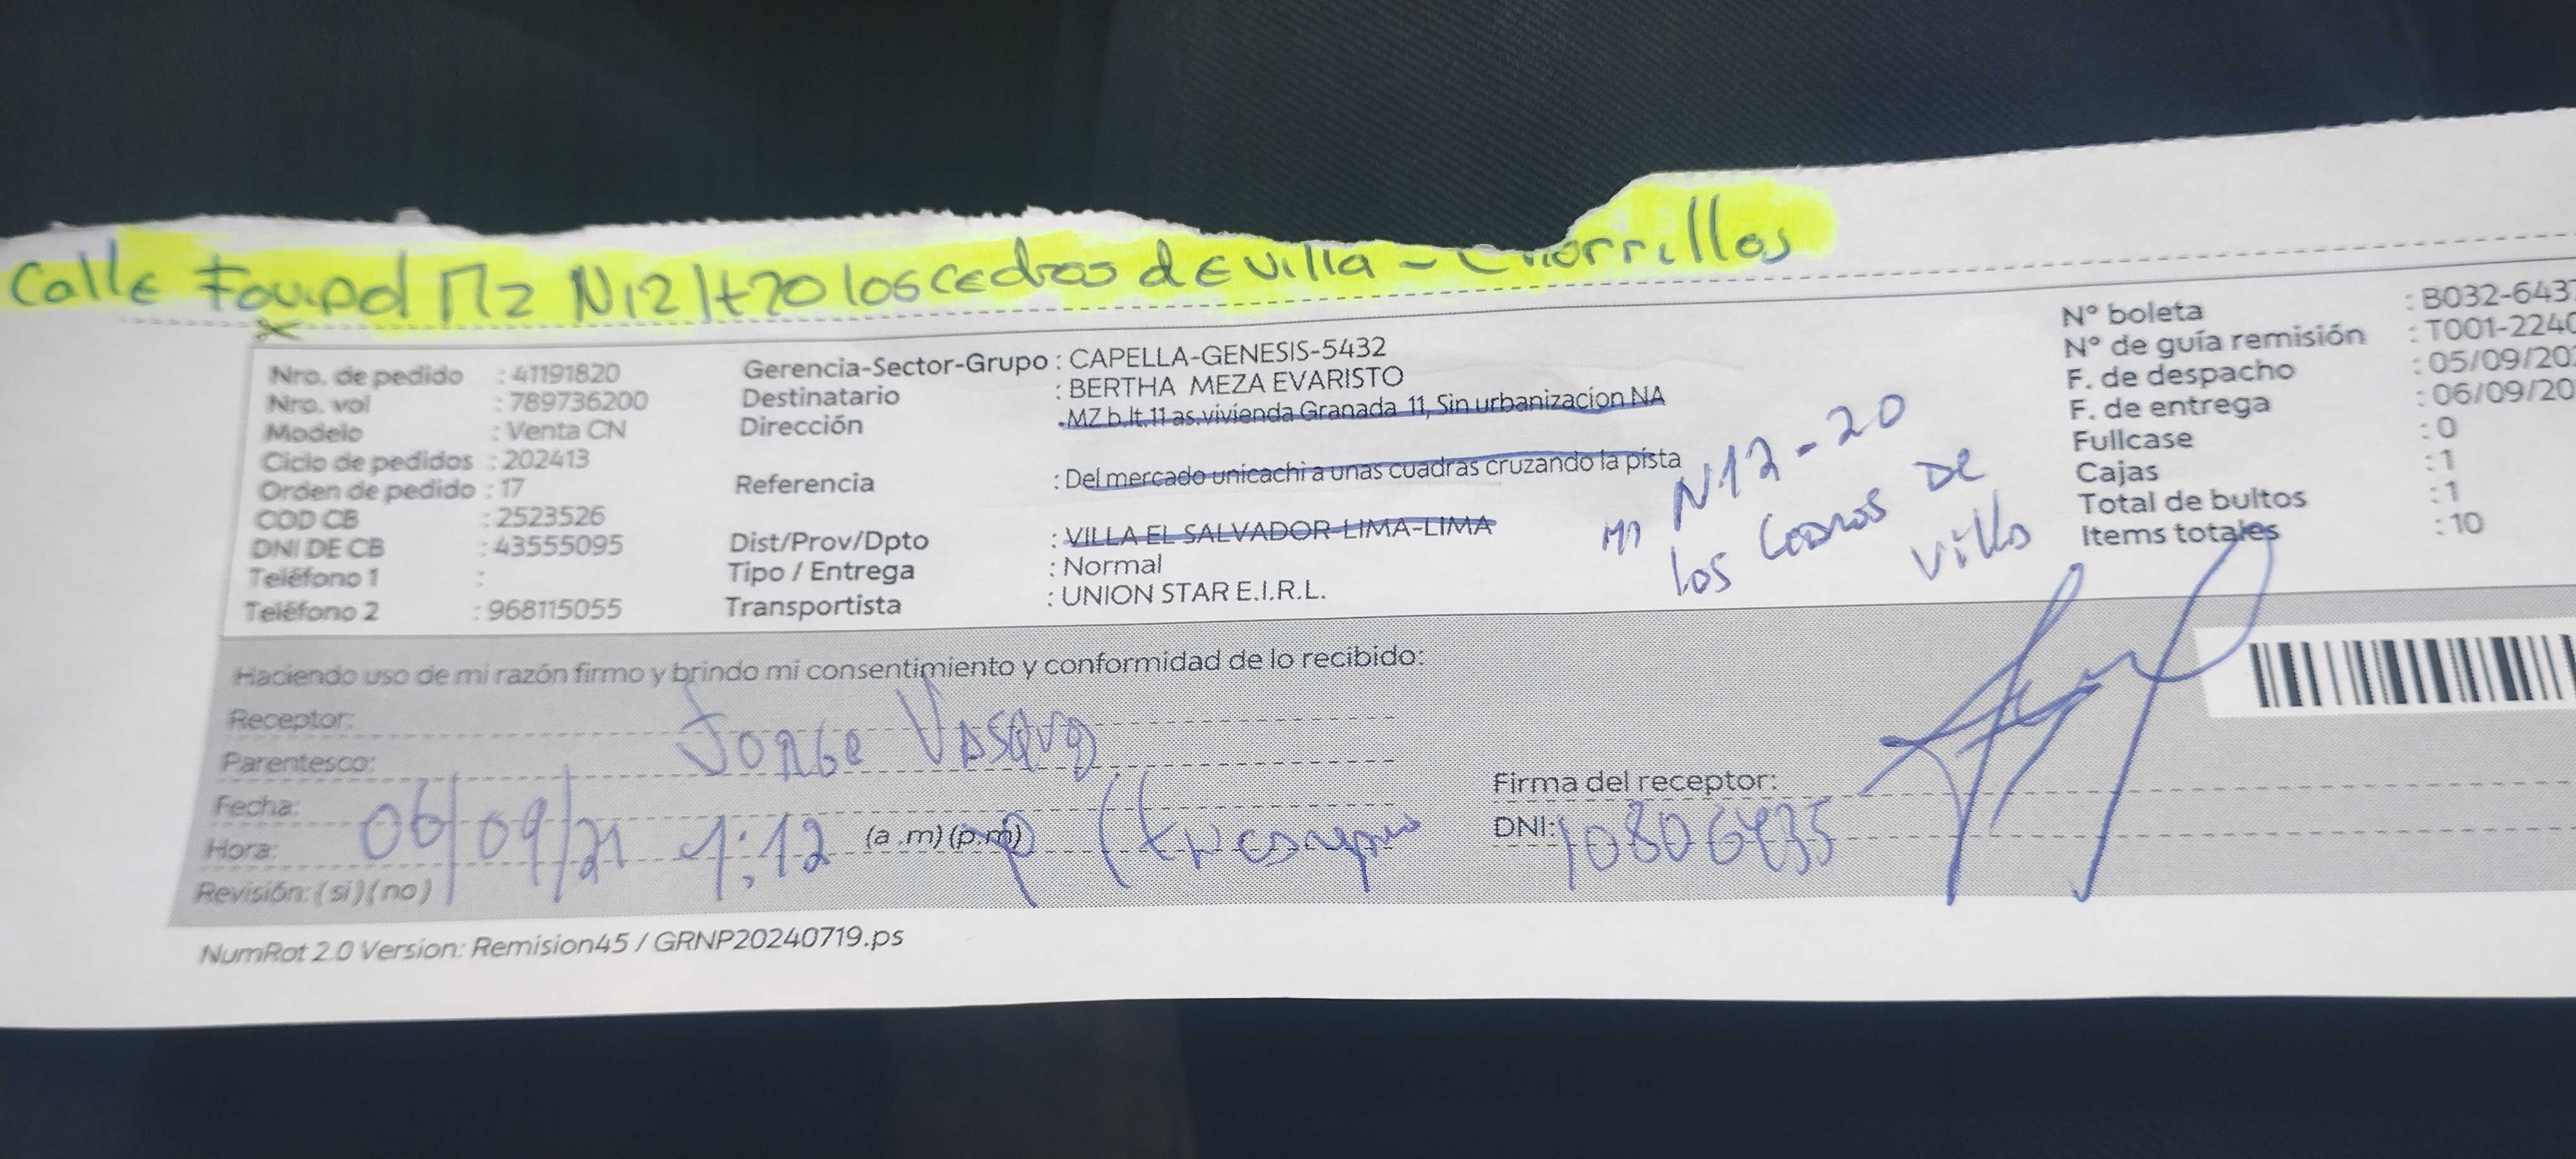 Calle Fauped Mz N12 lt 20 los cedros de villa - Chorrillos
Nro. de pedido : 41191820
Nro. vol : 789736200
Modelo : Venta CN
Ciclo de pedidos : 202413
Orden de pedido : 17
COD CB : 2523526
DNI DE CB : 43555095
Teléfono 1 :
Teléfono 2 : 968115055
Gerencia-Sector-Grupo : CAPELLA-GENESIS-5432
Destinatario : BERTHA MEZA EVARISTO
Dirección : MZ b.lt.11 as.vivienda Granada 11, Sin urbanizacion NA
Referencia : Del mercado unicachi a unas cuadras cruzando la pista
Dist/Prov/Dpto : VILLA EL SALVADOR-LIMA-LIMA
Tipo / Entrega : Normal
Transportista : UNION STAR E.I.R.L.
N12-20
los Cedros De
Villa
N° boleta : B032-643
N° de guía remisión : T001-2240
F. de despacho : 05/09/20
F. de entrega : 06/09/20
Fullcase : 0
Cajas : 1
Total de bultos : 1
Items totales : 10
Haciendo uso de mi razón firmo y brindo mi consentimiento y conformidad de lo recibido:
Receptor: Jorge Vasquez
Parentesco:
Fecha: 06/09/21
Hora: 1:12 (a .m) (p.m)
Revisión: (si) (no)
Firma del receptor:
DNI: 10806435
NumRot 2.0 Version: Remision45 / GRNP20240719.ps